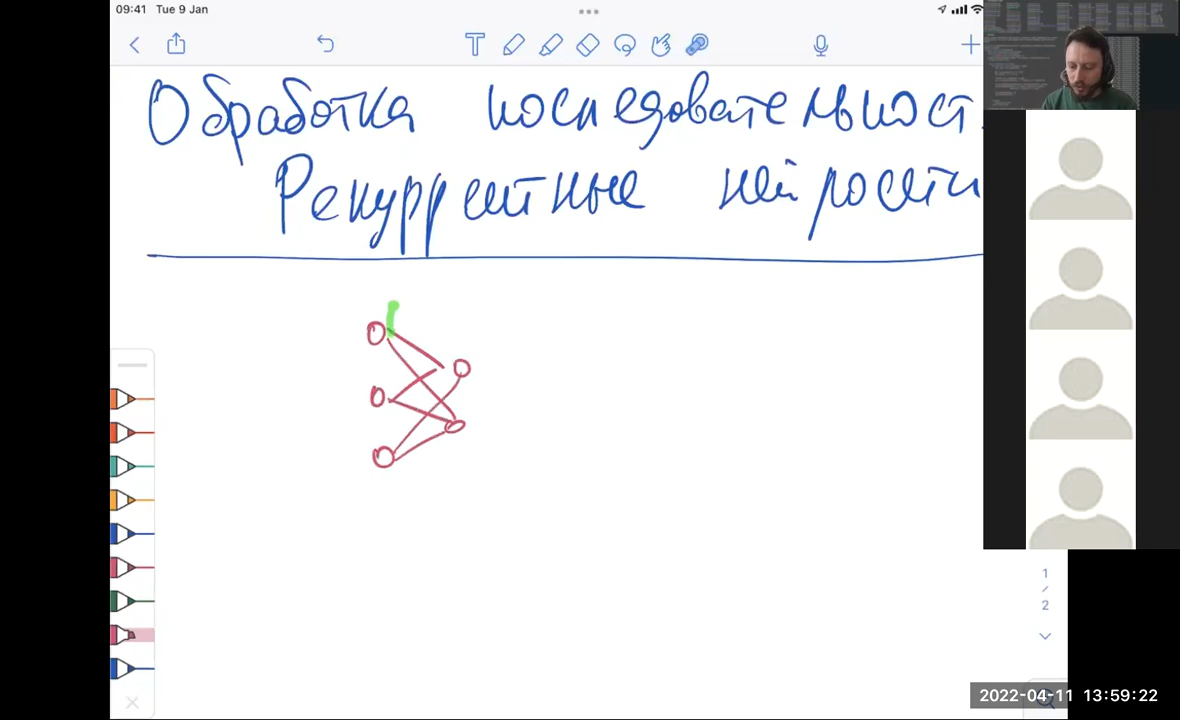 09:41 Tue 9 Jan
Обработка последовательност
Рекуррентные нейросети
1
/
2
2022-04-11 13:59:22